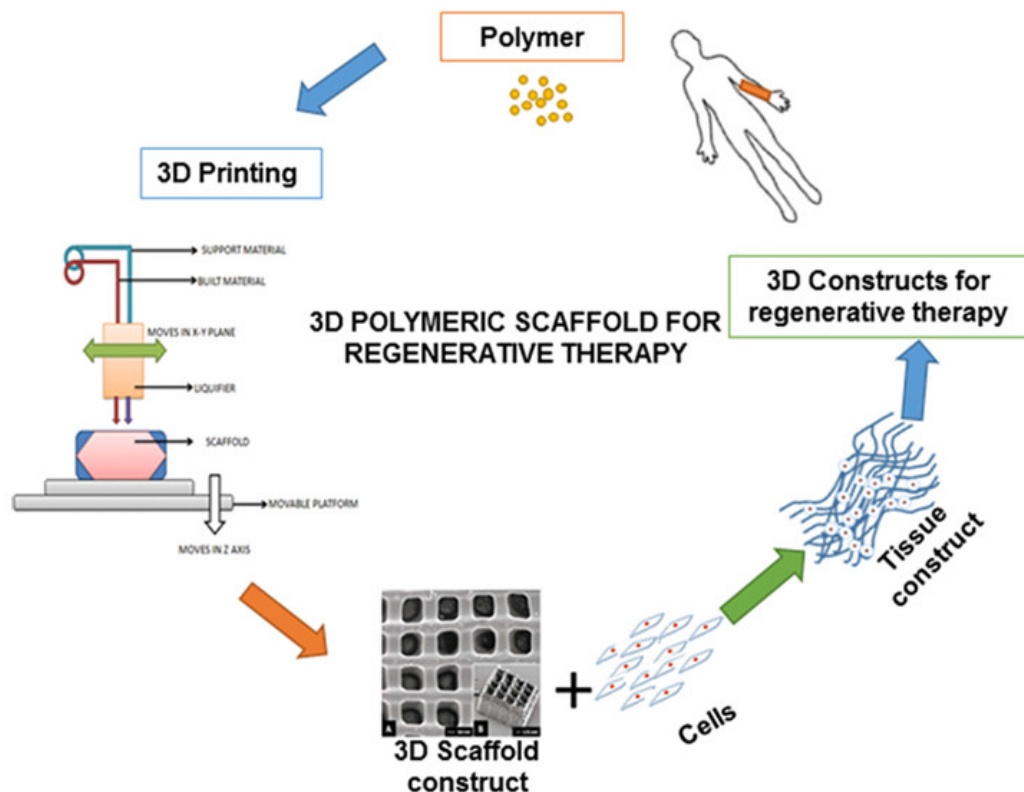 Polymer
3D Printing
SUPPORT MATERIAL
BUILT MATERIAL
MOVES IN X-Y PLANE
LIQUIFIER
SCAFFOLD
MOVABLE PLATFORM
MOVES IN Z AXIS
3D POLYMERIC SCAFFOLD FOR
REGENERATIVE THERAPY
3D Constructs for
regenerative therapy
Tissue
construct
A
B
+
Cells
3D Scaffold
construct